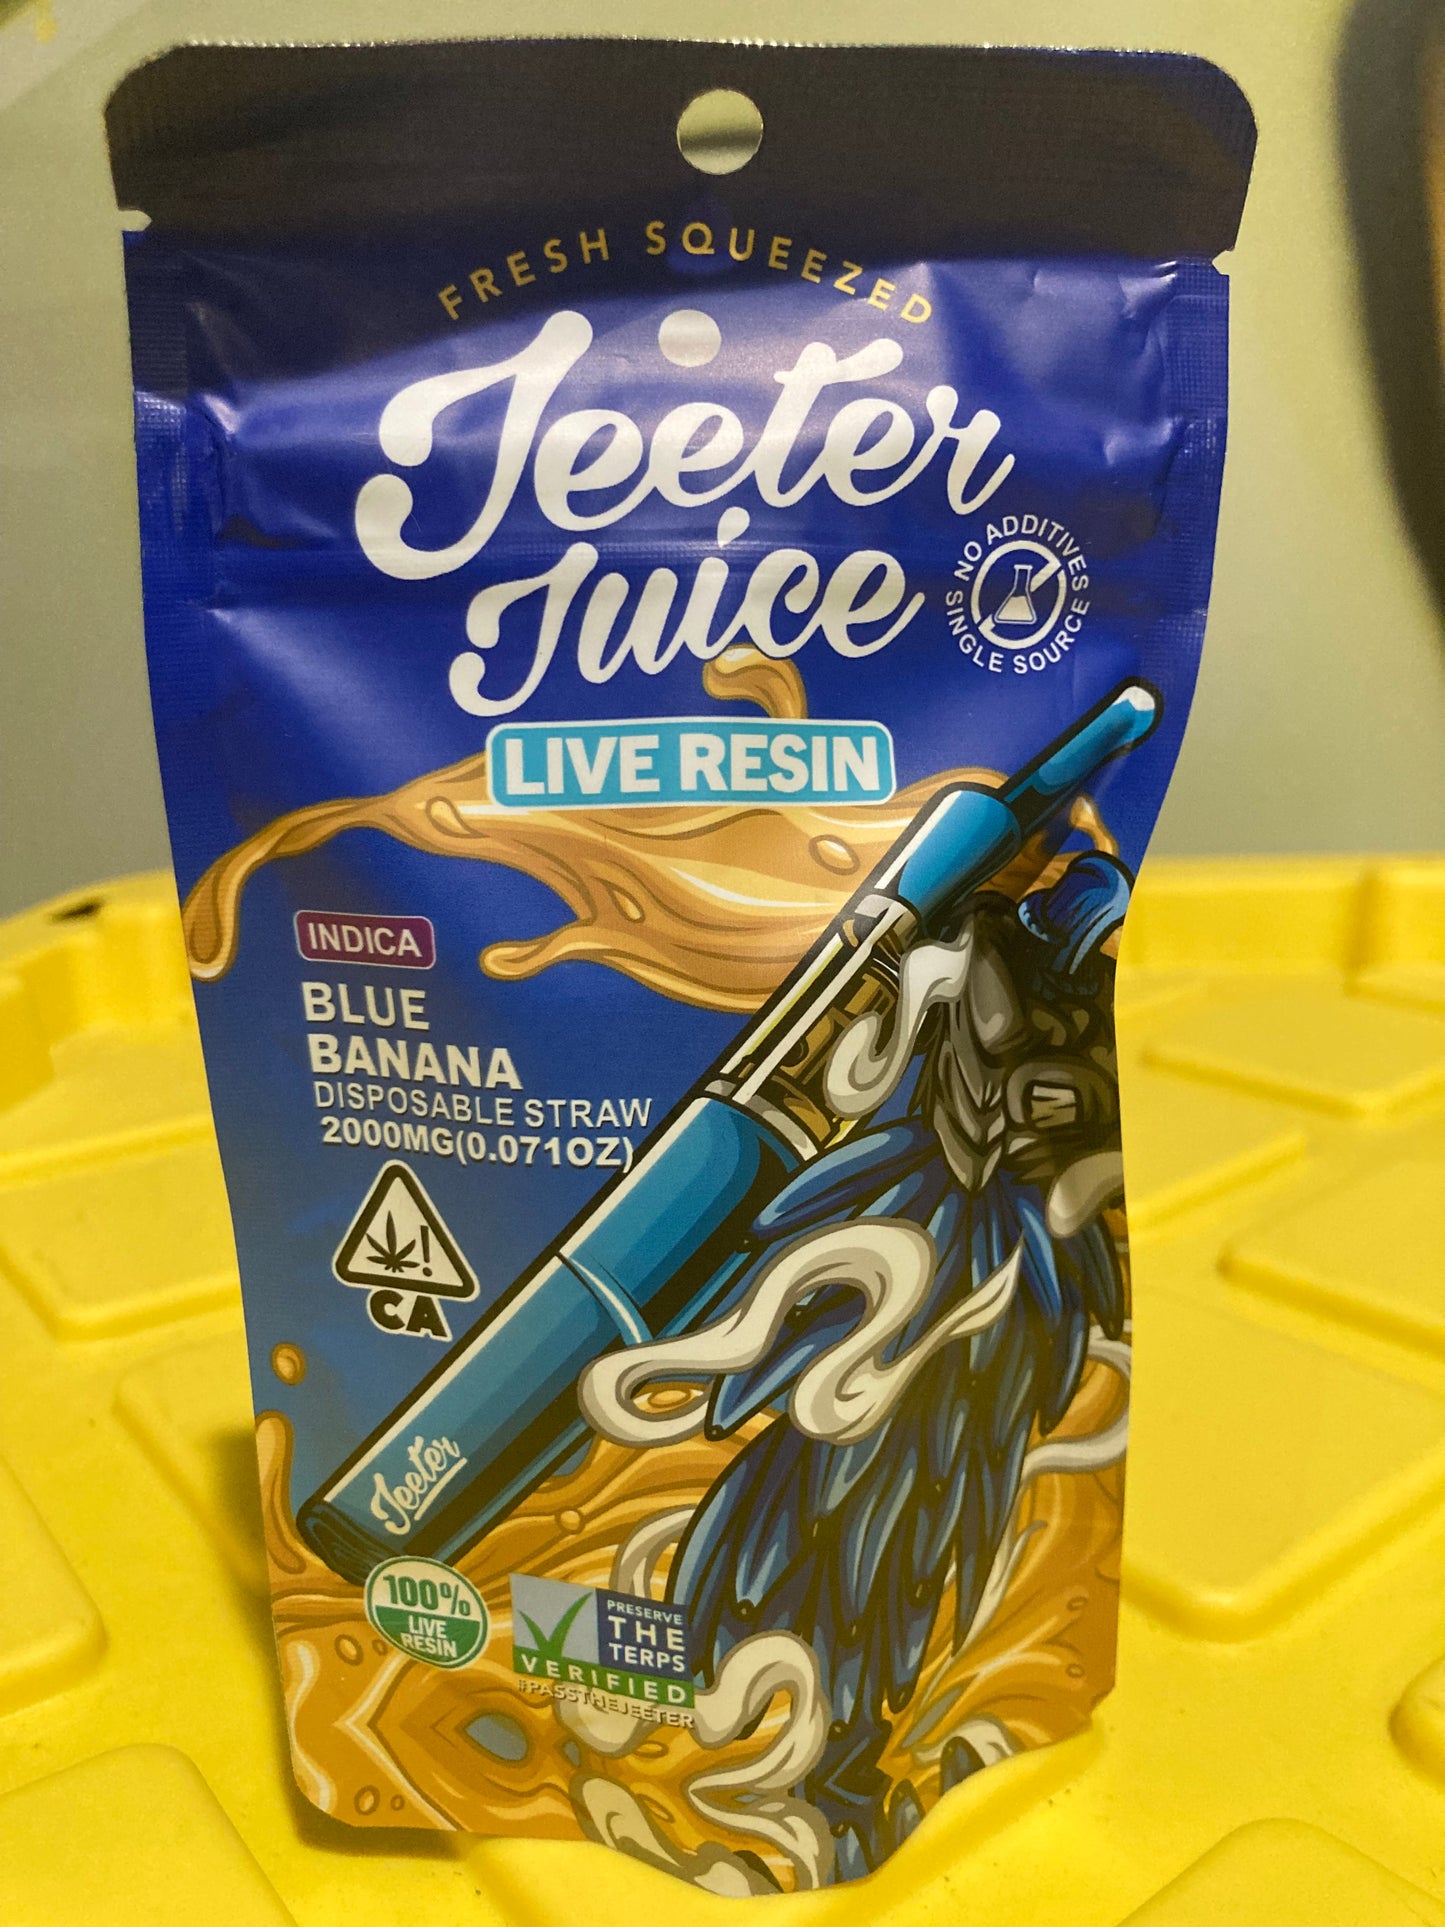 FRESH SQUEEZED
Jeeter
Juice
NO ADDITIVES
SINGLE SOURCE
LIVE RESIN
INDICA
BLUE
BANANA
DISPOSABLE STRAW
2000MG(0.071OZ)
!
CA
W
Jeeter
100%
LIVE
RESIN
PRESERVE
THE
TERPS
VERIFIED
#PASSTHEJEETER